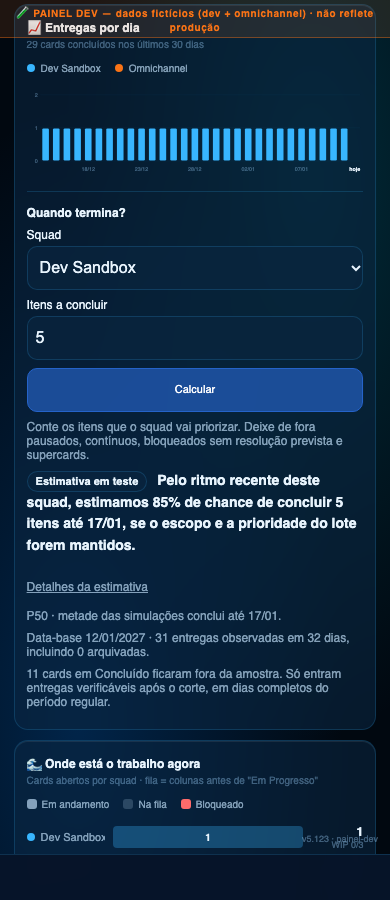 PAINEL DEV — dados fictícios (dev + omnichannel) · não reflete produção
Entregas por dia
29 cards concluídos nos últimos 30 dias
Dev Sandbox
Omnichannel
2
1
0
18/12
23/12
28/12
02/01
07/01
hoje
Quando termina?
Squad
Dev Sandbox
Itens a concluir
5
Calcular
Conte os itens que o squad vai priorizar. Deixe de fora
pausados, contínuos, bloqueados sem resolução prevista e
supercards.
Estimativa em teste Pelo ritmo recente deste
squad, estimamos 85% de chance de concluir 5
itens até 17/01, se o escopo e a prioridade do lote
forem mantidos.
Detalhes da estimativa
P50 · metade das simulações conclui até 17/01.
Data-base 12/01/2027 · 31 entregas observadas em 32 dias,
incluindo 0 arquivadas.
11 cards em Concluído ficaram fora da amostra. Só entram
entregas verificáveis após o corte, em dias completos do
período regular.
Onde está o trabalho agora
Cards abertos por squad · fila = colunas antes de "Em Progresso"
Em andamento
Na fila
Bloqueado
Dev Sandbox
1
1
v5.123 · painel-dev
WIP 0/3